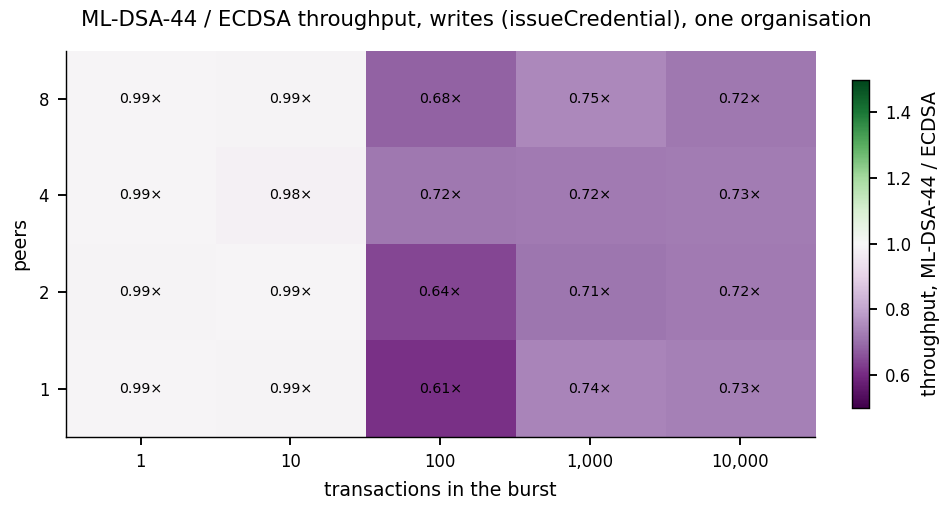 ML-DSA-44 / ECDSA throughput, writes (issueCredential), one organisation
8 0.99× 0.99× 0.68× 0.75× 0.72×
4 0.99× 0.98× 0.72× 0.72× 0.73×
2 0.99× 0.99× 0.64× 0.71× 0.72×
1 0.99× 0.99× 0.61× 0.74× 0.73×
peers
1 10 100 1,000 10,000
transactions in the burst
1.4
1.2
1.0
0.8
0.6
throughput, ML-DSA-44 / ECDSA